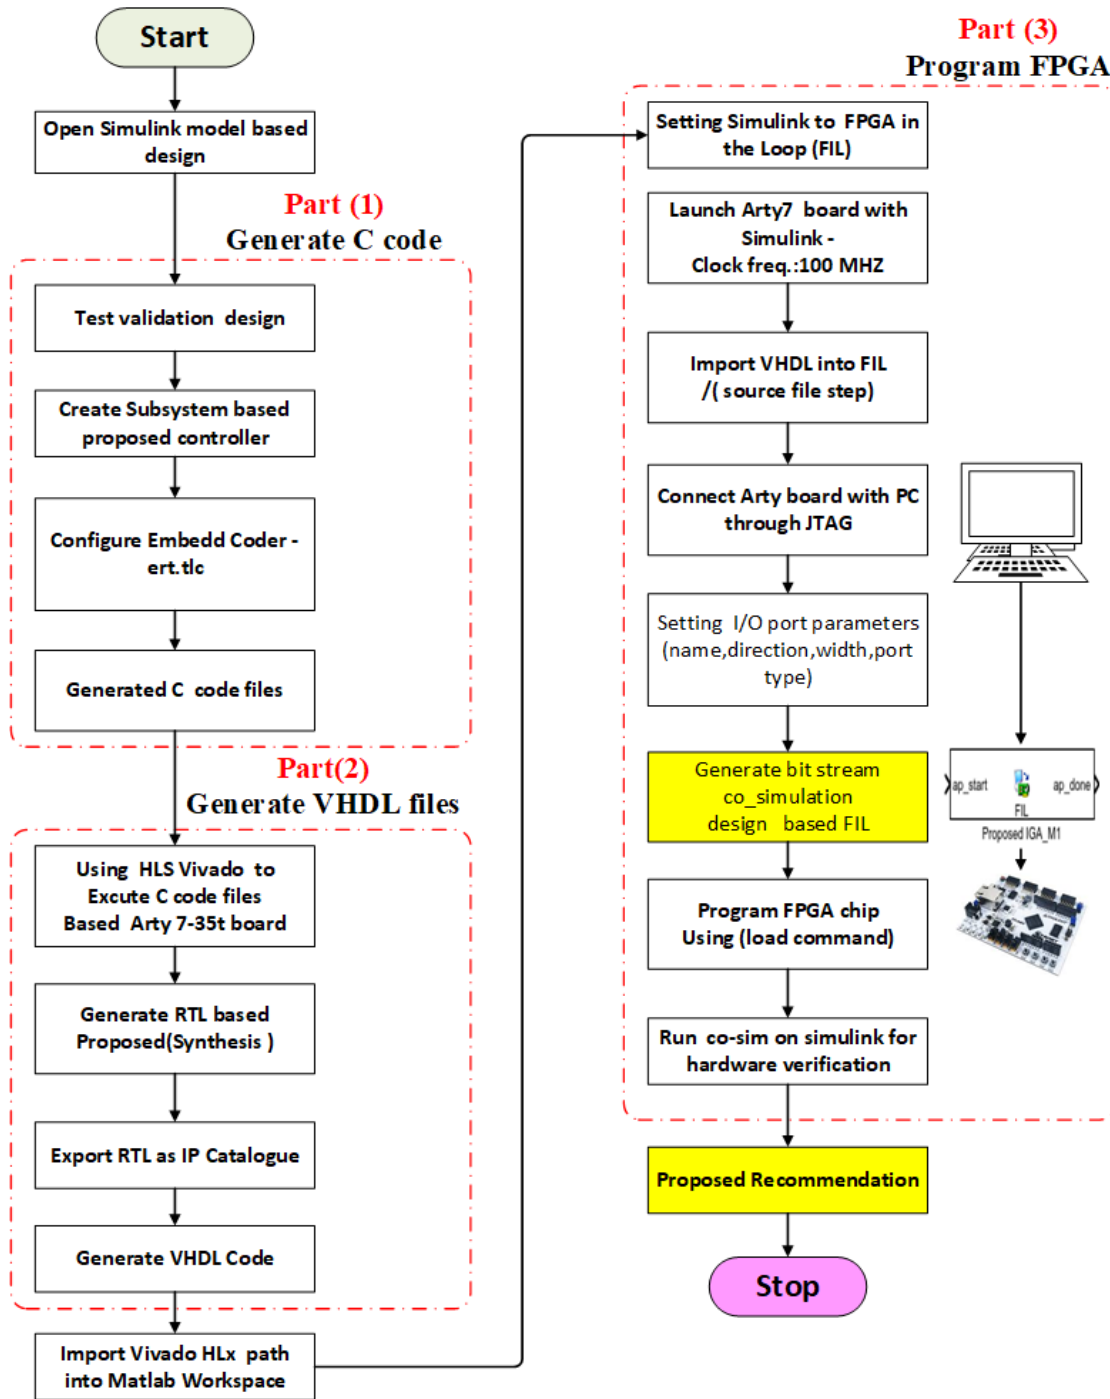 Start
Open Simulink model based
design
Part (1)
Generate C code
Test validation  design
Create Subsystem based
proposed controller
Configure Embedd Coder -
ert.tlc
Generated C  code files
Part(2)
Generate VHDL files
Using  HLS Vivado  to
Excute C code files
Based  Arty 7-35t board
Generate RTL based
Proposed(Synthesis )
Export RTL as IP Catalogue
Generate VHDL Code
Import Vivado HLx  path
into Matlab Workspace
Part (3)
Program FPGA
Setting Simulink to  FPGA in
the Loop (FIL)
Launch Arty7  board with
Simulink -
Clock freq.:100 MHZ
Import VHDL into FIL
/( source file step)
Connect Arty board with PC
through JTAG
Setting  I/O port parameters
(name,direction,width,port
type)
Generate bit stream
co_simulation
design   based FIL
ap_start
ap_done
FIL
Proposed IGA_M1
Program FPGA chip
Using (load command)
Run  co-sim on simulink for
hardware verification
Proposed Recommendation
Stop